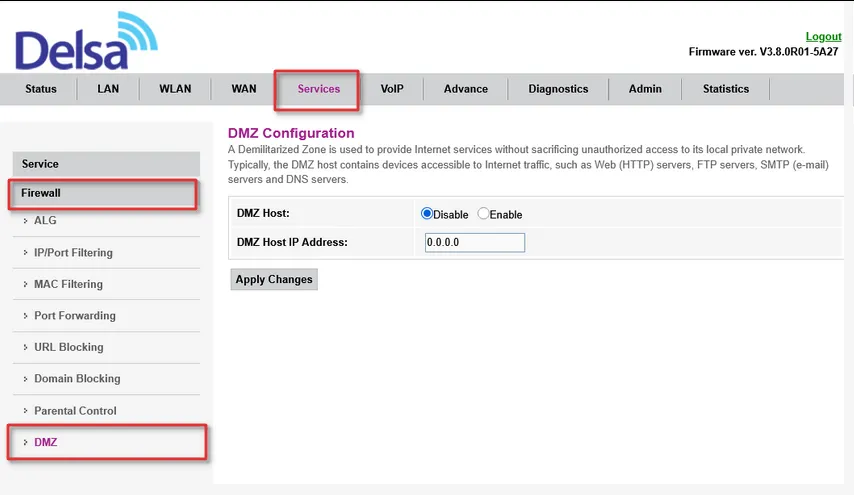 Delsa
Logout
Firmware ver. V3.8.0R01-5A27
Status LAN WLAN WAN Services VoIP Advance Diagnostics Admin Statistics
Service
Firewall
ALG
IP/Port Filtering
MAC Filtering
Port Forwarding
URL Blocking
Domain Blocking
Parental Control
DMZ
DMZ Configuration
A Demilitarized Zone is used to provide Internet services without sacrificing unauthorized access to its local private network.
Typically, the DMZ host contains devices accessible to Internet traffic, such as Web (HTTP) servers, FTP servers, SMTP (e-mail)
servers and DNS servers.
DMZ Host: Disable Enable
DMZ Host IP Address: 0.0.0.0
Apply Changes